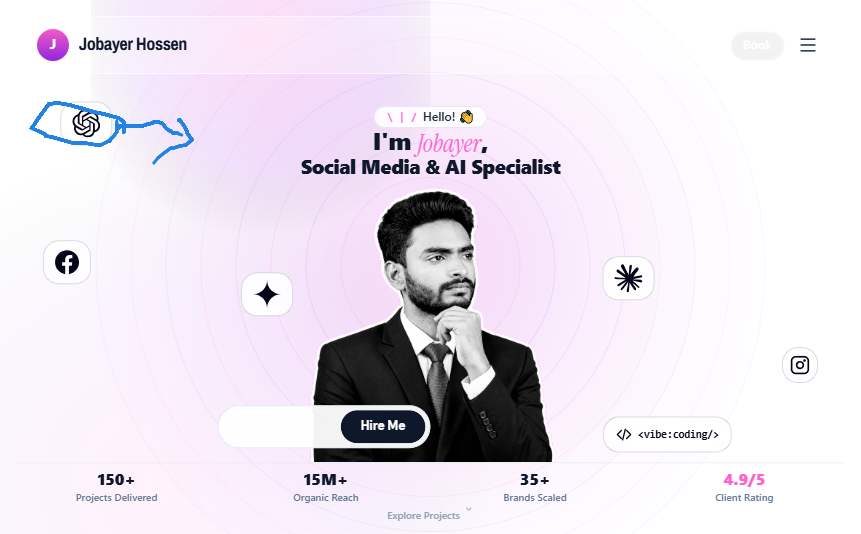 J Jobayer Hossen
Book
\ | / Hello! 👋
I'm Jobayer,
Social Media & AI Specialist
Hire Me
</> <vibe:coding/>
150+
Projects Delivered
15M+
Organic Reach
35+
Brands Scaled
4.9/5
Client Rating
Explore Projects